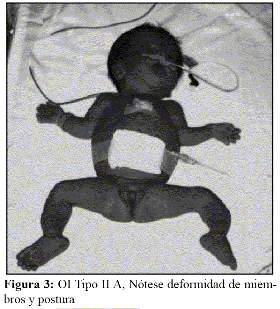 Figura 3: OI Tipo II A, Nótese deformidad de miem-
bros y postura